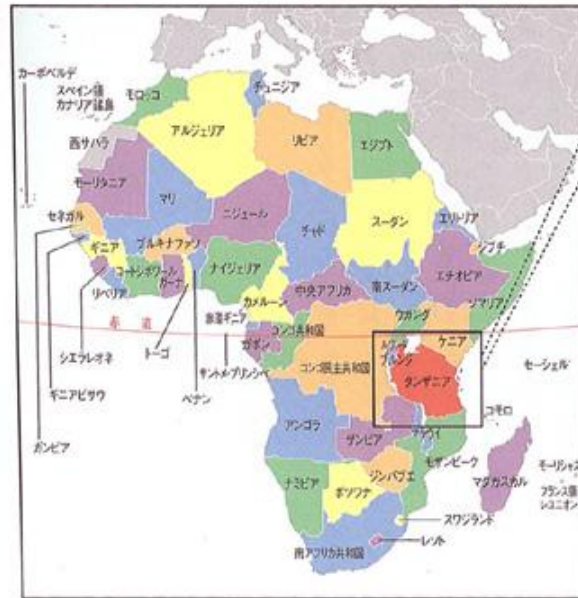 カーボベルデ
スペイン領
カナリア諸島
モロッコ
チュニジア
アルジェリア
リビア
エジプト
西サハラ
モーリタニア
マリ
ニジェール
チャド
スーダン
エリトリア
ジブチ
セネガル
ギニア
ブルキナファソ
コートジボワール
ガーナ
ナイジェリア
リベリア
カメルーン
中央アフリカ
南スーダン
エチオピア
ソマリア
赤道
赤道ギニア
コンゴ共和国
ガボン
ウガンダ
ケニア
シエラレオネ
トーゴ
サントメ・プリンシペ
コンゴ民主共和国
ルワンダ
ブルンジ
タンザニア
セーシェル
ギニアビサウ
ベナン
ガンビア
コモロ
アンゴラ
ザンビア
マラウイ
モザンビーク
マダガスカル
モーリシャス
フランス領
レユニオン
ナミビア
ボツワナ
ジンバブエ
スワジランド
レソト
南アフリカ共和国